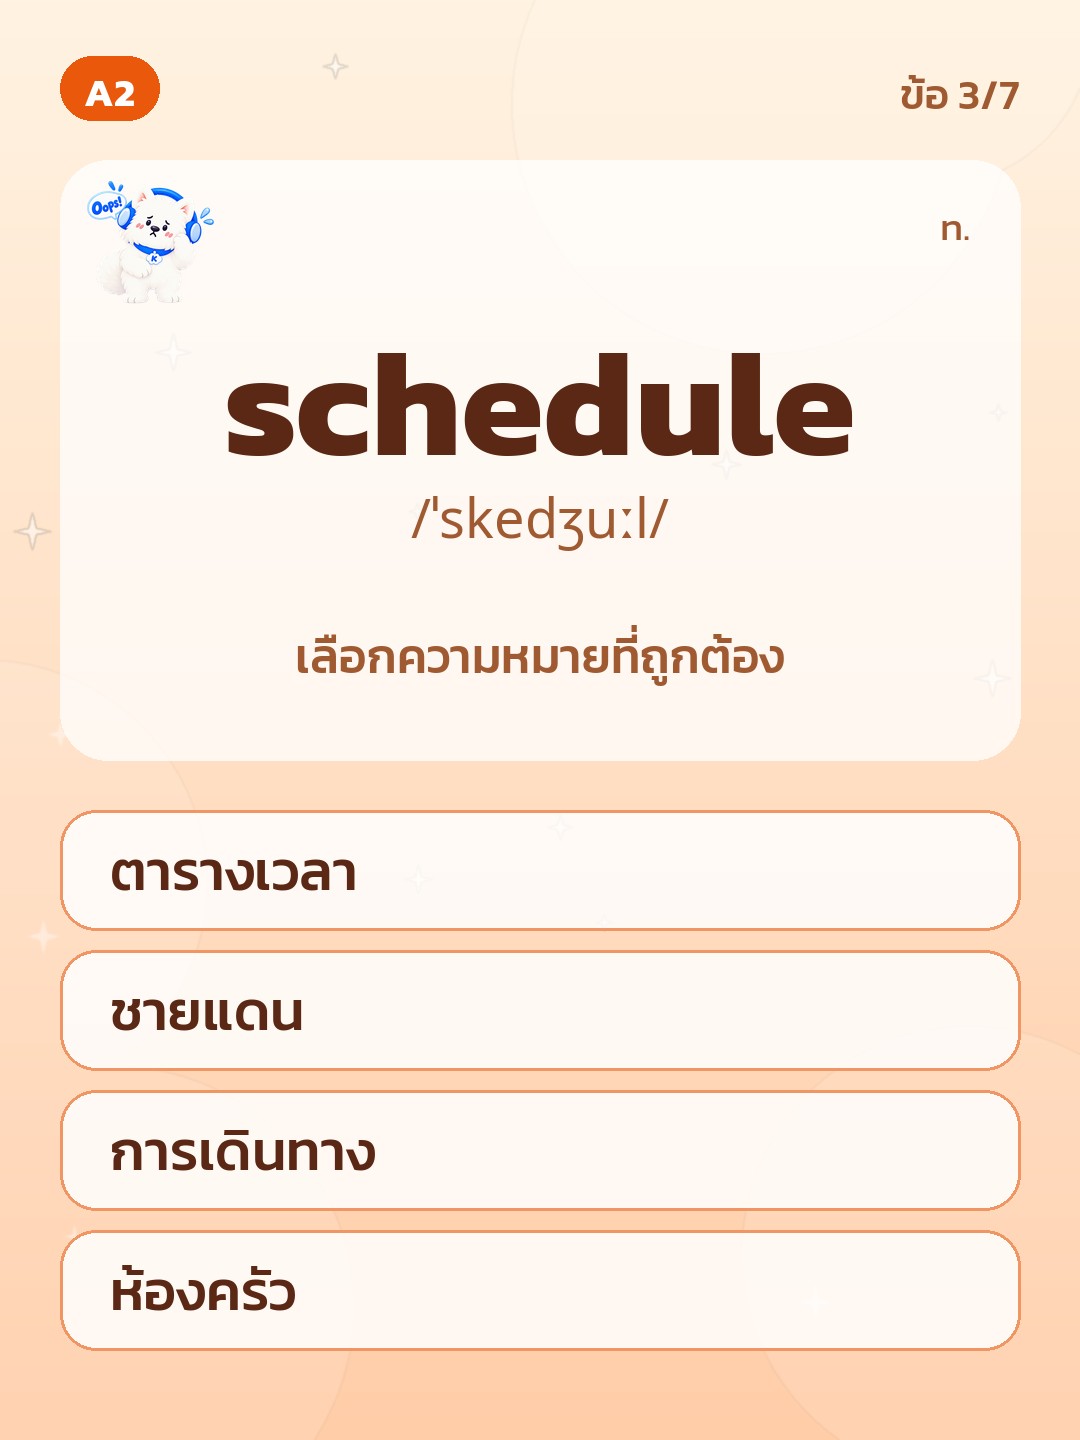 A2
ข้อ 3/7
Oops!
n.
K
schedule
/ˈskedʒuːl/
เลือกความหมายที่ถูกต้อง
ตารางเวลา
ชายแดน
การเดินทาง
ห้องครัว